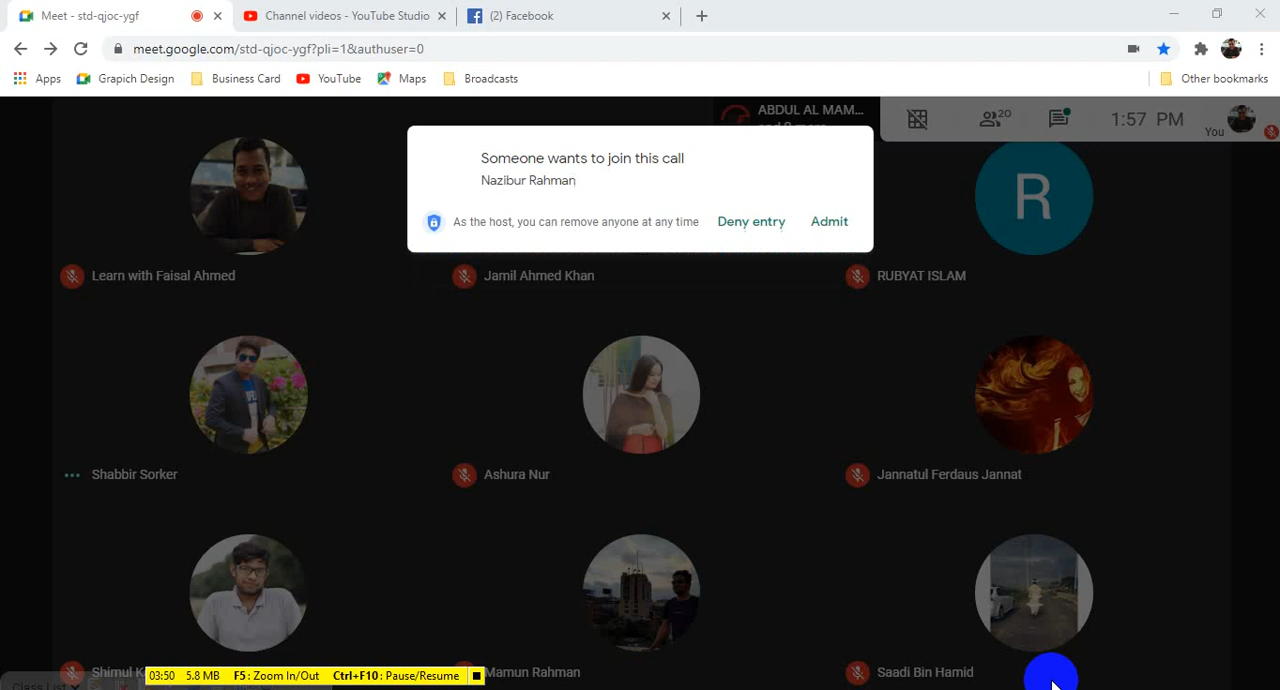 Meet - std-qjoc-ygf
Channel videos - YouTube Studio
(2) Facebook
meet.google.com/std-qjoc-ygf?pli=1&authuser=0
Apps
Grapich Design
Business Card
YouTube
Maps
Broadcasts
Other bookmarks
ABDUL AL MAM...
20
1:57 PM
You
Someone wants to join this call
Nazibur Rahman
As the host, you can remove anyone at any time
Deny entry
Admit
R
Learn with Faisal Ahmed
Jamil Ahmed Khan
RUBYAT ISLAM
Shabbir Sorker
Ashura Nur
Jannatul Ferdaus Jannat
Shimul
Mamun Rahman
Saadi Bin Hamid
03:50 5.8 MB F5: Zoom In/Out Ctrl+F10: Pause/Resume
Class List